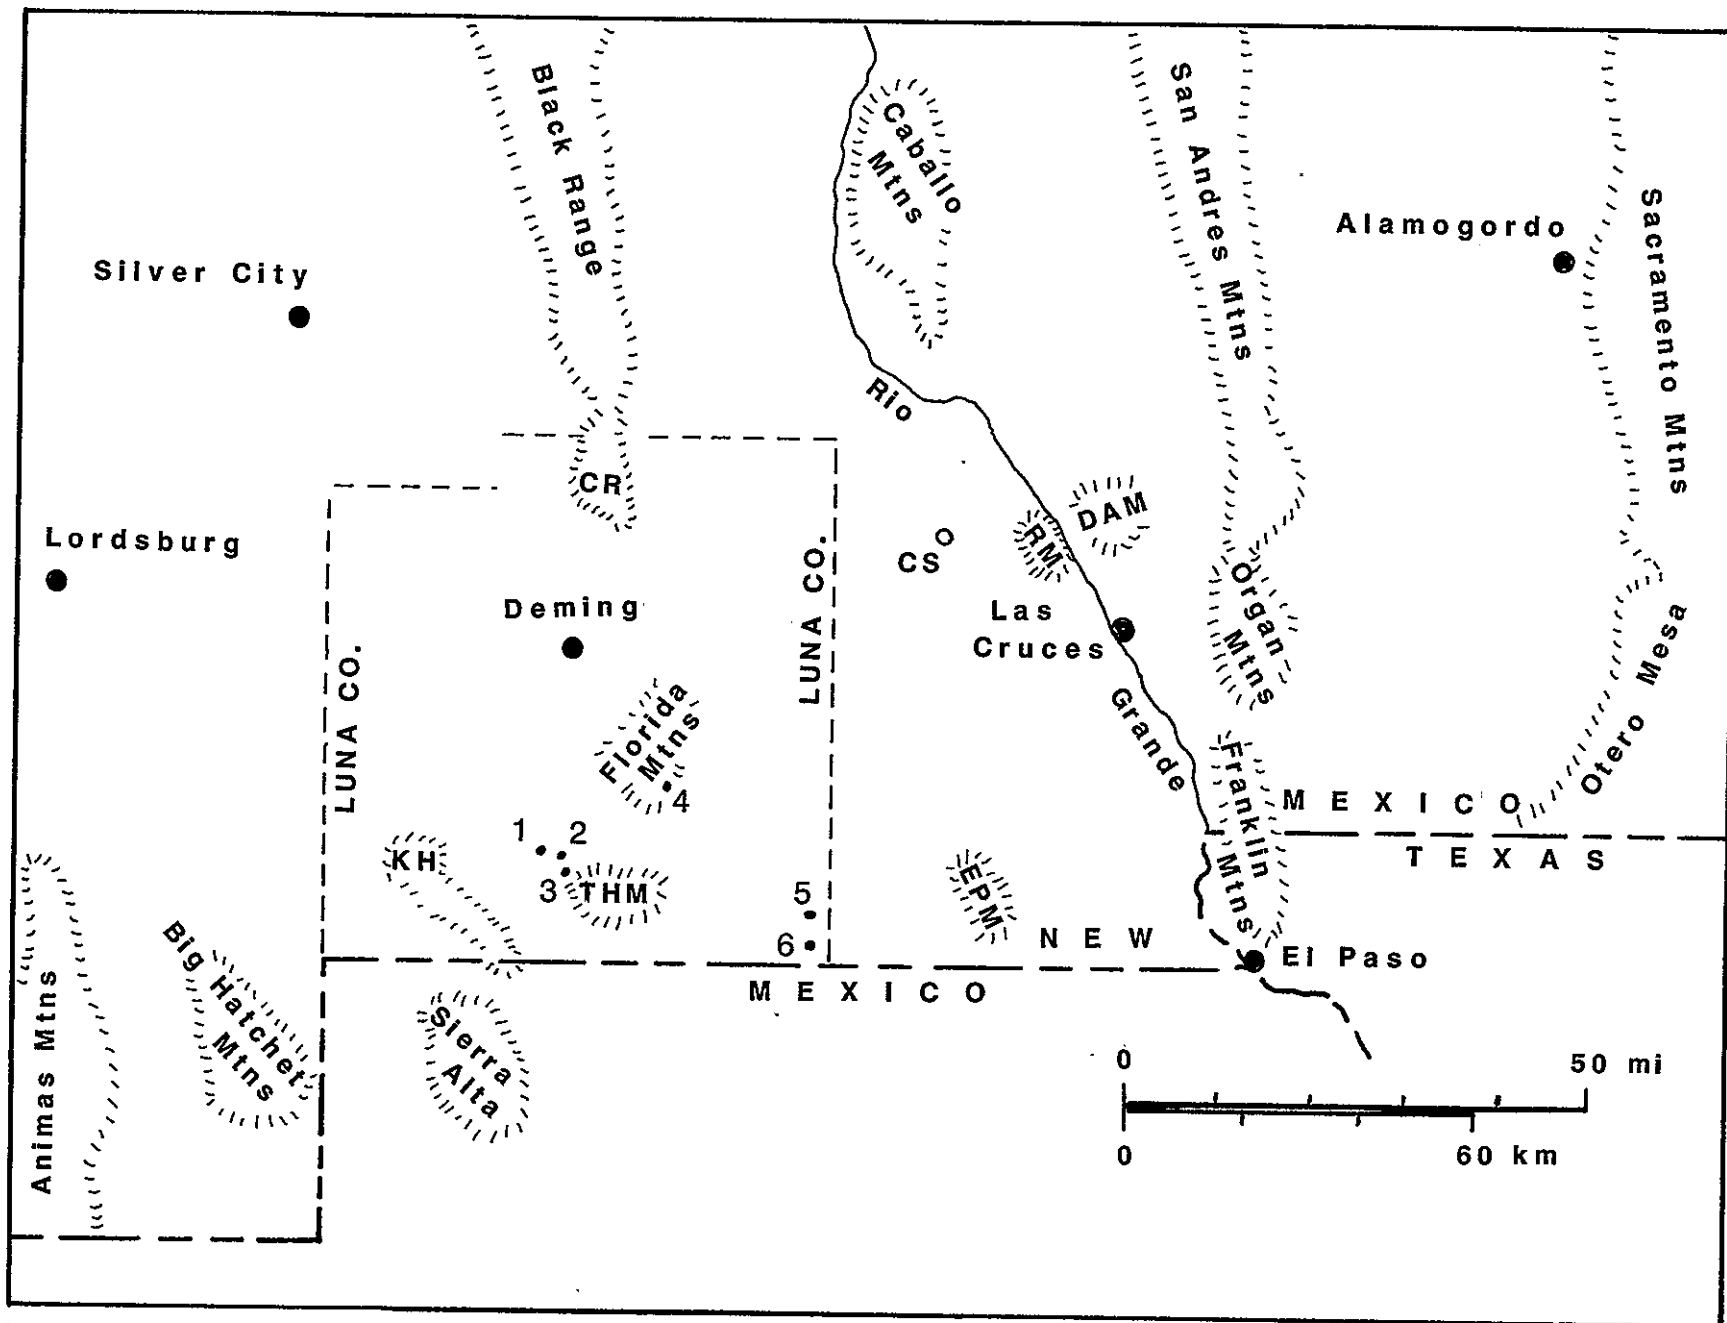 Black Range
Caballo
Mtns
San Andres Mtns
Sacramento Mtns
Alamogordo
Silver City
Rio
Grande
CR
DAM
RM
CS
Lordsburg
LUNA CO.
LUNA CO.
Deming
Las
Cruces
Organ
Mtns
Otero Mesa
Florida
Mtns
4
Franklin
Mtns
MEXICO
TEXAS
1
2
3
KH
THM
5
6
EPM
NEW
El Paso
MEXICO
Big Hatchet
Mtns
Animas Mtns
Sierra
Alta
0
50 mi
0
60 km